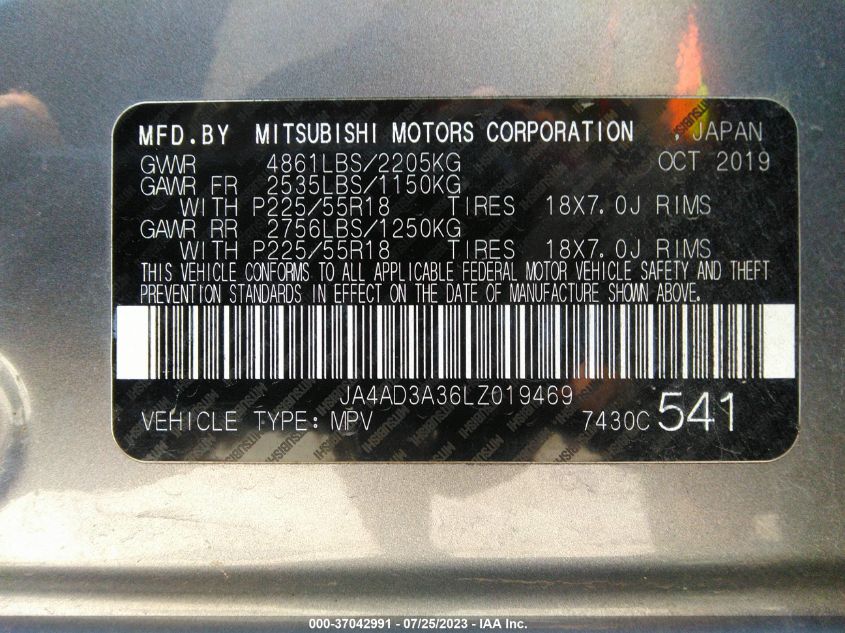 MFD.BY MITSUBISHI MOTORS CORPORATION , JAPAN
GVWR 4861LBS/2205KG OCT 2019
GAWR FR 2535LBS/1150KG
WITH P225/55R18 TIRES 18X7.0J RIMS
GAWR RR 2756LBS/1250KG
WITH P225/55R18 TIRES 18X7.0J RIMS
THIS VEHICLE CONFORMS TO ALL APPLICABLE FEDERAL MOTOR VEHICLE SAFETY AND THEFT
PREVENTION STANDARDS IN EFFECT ON THE DATE OF MANUFACTURE SHOWN ABOVE.
JA4AD3A36LZ019469
VEHICLE TYPE:MPV 7430C 541
000-37042991 - 07/25/2023 - IAA Inc.